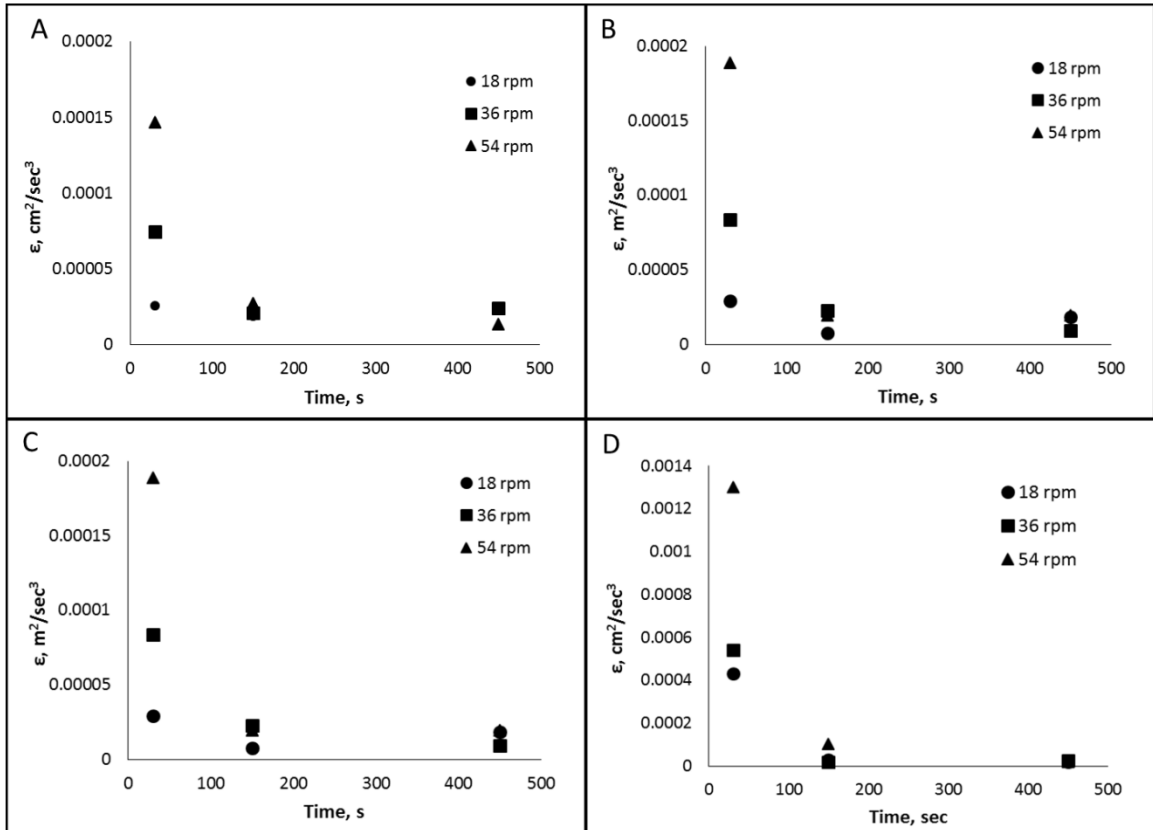 A
0.0002
0.00015
0.0001
0.00005
0
ε, cm²/sec³
18 rpm
36 rpm
54 rpm
0 100 200 300 400 500
Time, s
B
0.0002
0.00015
0.0001
0.00005
0
ε, m²/sec³
18 rpm
36 rpm
54 rpm
0 100 200 300 400 500
Time, s
C
0.0002
0.00015
0.0001
0.00005
0
ε, m²/sec³
18 rpm
36 rpm
54 rpm
0 100 200 300 400 500
Time, s
D
0.0014
0.0012
0.001
0.0008
0.0006
0.0004
0.0002
0
ε, cm²/sec³
18 rpm
36 rpm
54 rpm
0 100 200 300 400 500
Time, sec